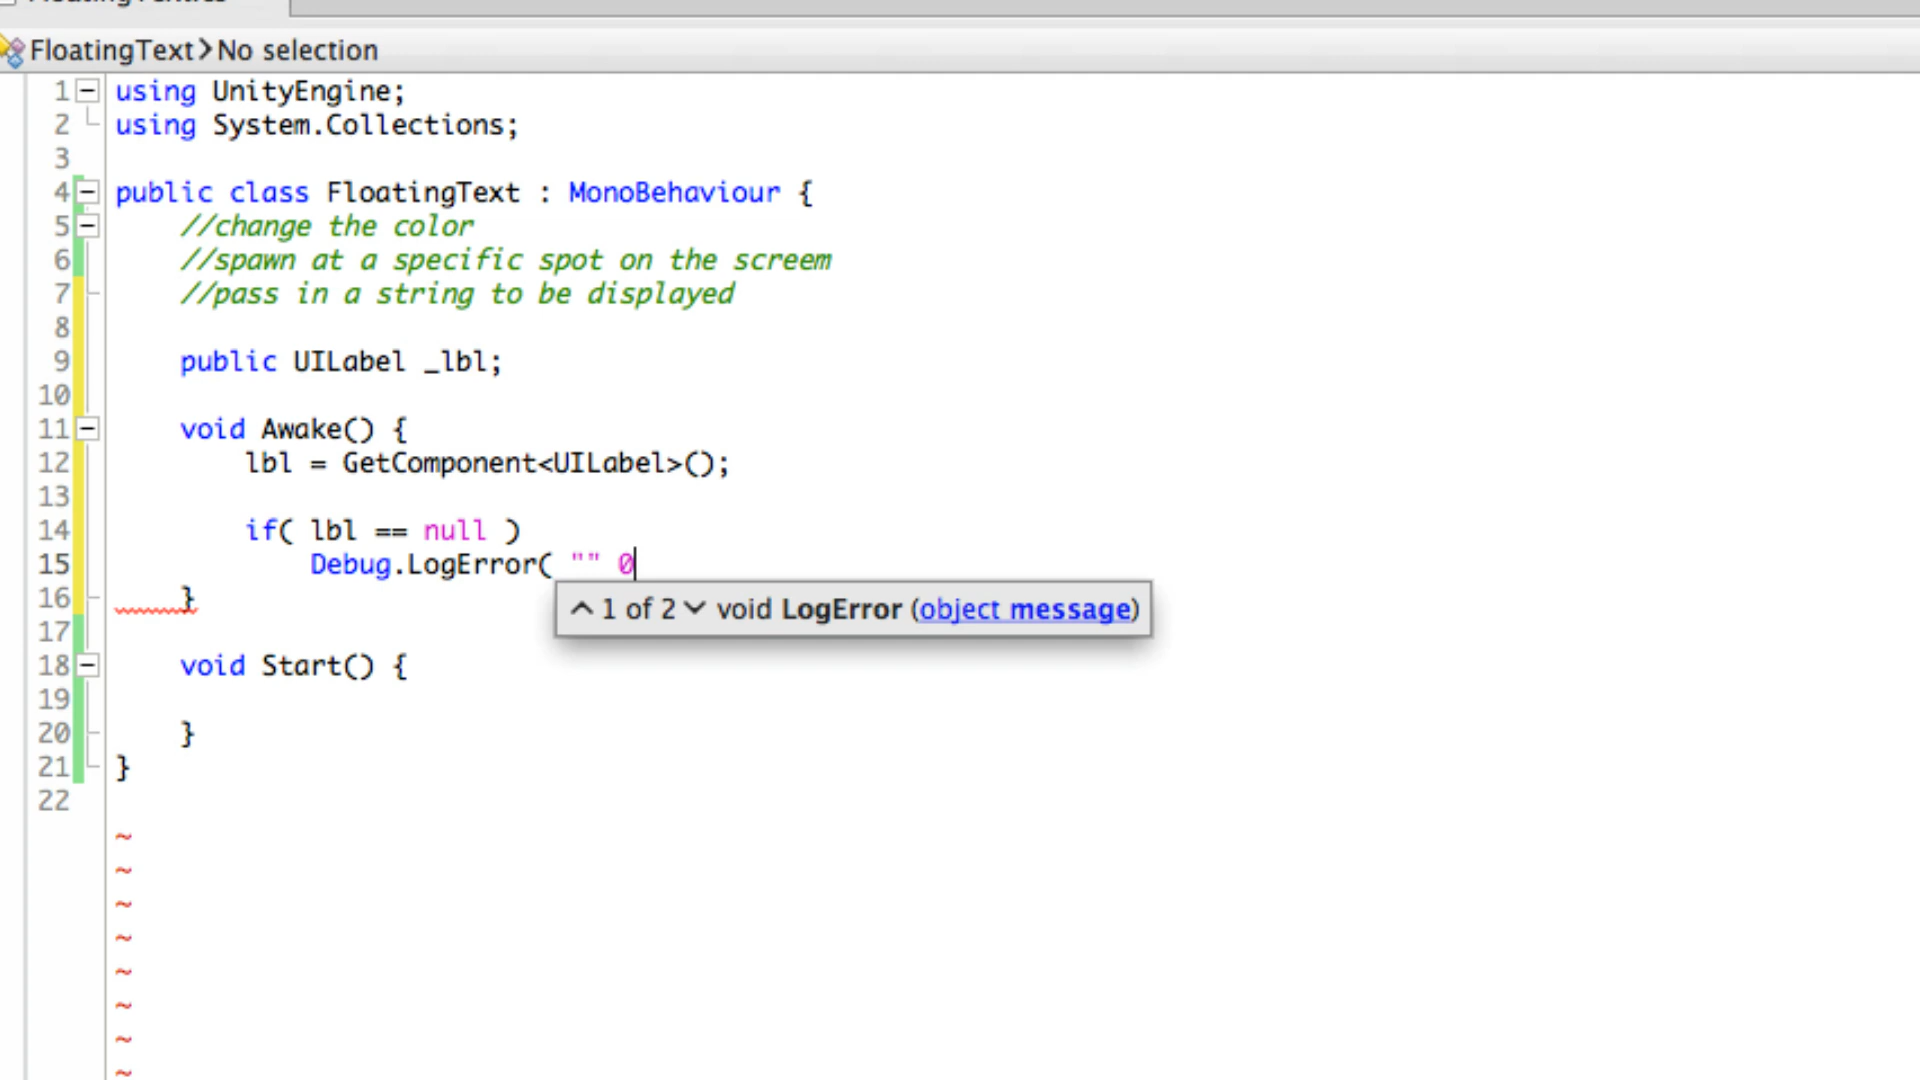 FloatingText>No selection
1 using UnityEngine;
2 using System.Collections;
3
4 public class FloatingText : MonoBehaviour {
5 //change the color
6 //spawn at a specific spot on the screem
7 //pass in a string to be displayed
8
9 public UILabel _lbl;
10
11 void Awake() {
12 lbl = GetComponent<UILabel>();
13
14 if( lbl == null )
15 Debug.LogError( "" 0
1 of 2 void LogError (object message)
16 }
17
18 void Start() {
19
20 }
21 }
22
~
~
~
~
~
~
~
~